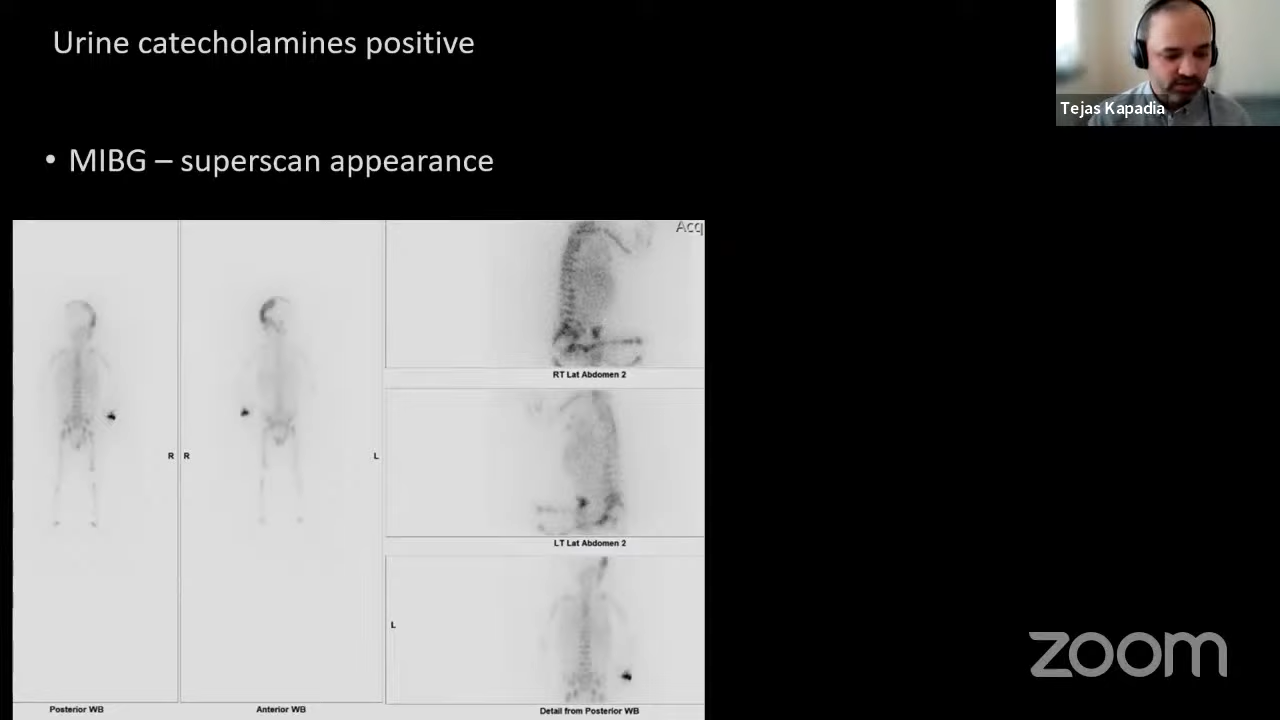 Urine catecholamines positive
Tejas Kapadia
• MIBG – superscan appearance
Acq
R R
L
RT Lat Abdomen 2
LT Lat Abdomen 2
L
Posterior WB
Anterior WB
Detail from Posterior WB
zoom